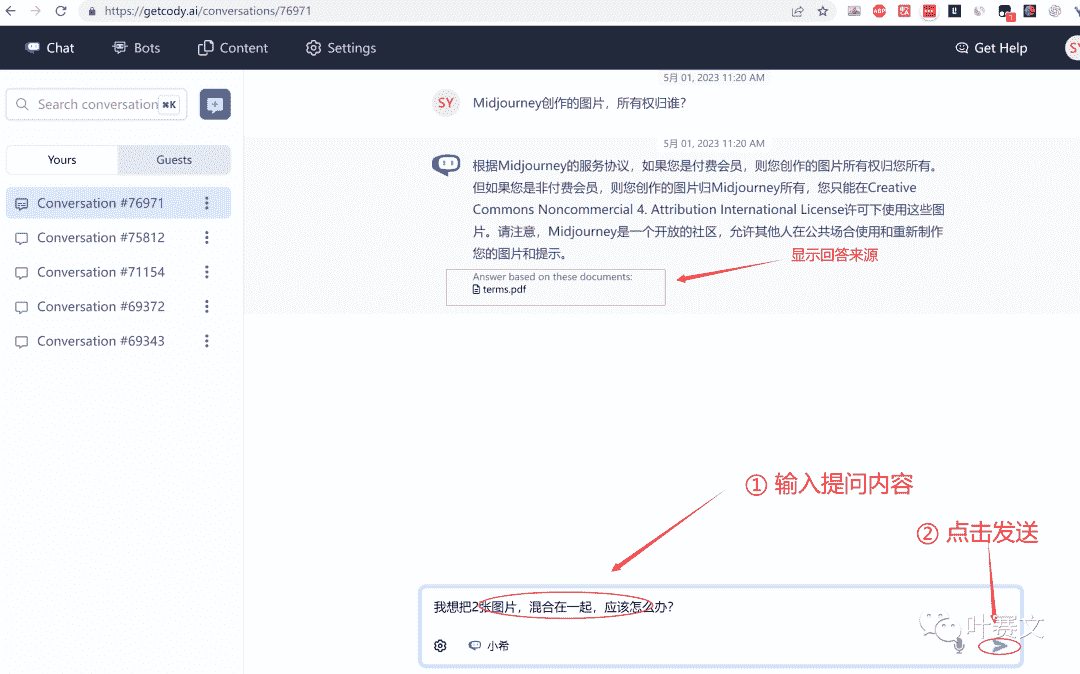 https://getcody.ai/conversations/76971
Chat
Bots
Content
Settings
Get Help
SY
Search conversation
⌘K
Yours
Guests
Conversation #76971
Conversation #75812
Conversation #71154
Conversation #69372
Conversation #69343
5月 01, 2023 11:20 AM
SY
Midjourney创作的图片，所有权归谁？
5月 01, 2023 11:20 AM
根据Midjourney的服务协议，如果您是付费会员，则您创作的图片所有权归您所有。
但如果您是非付费会员，则您创作的图片归Midjourney所有，您只能在Creative
Commons Noncommercial 4. Attribution International License许可下使用这些图
片。请注意，Midjourney是一个开放的社区，允许其他人在公共场合使用和重新制作
您的图片和提示。
显示回答来源
Answer based on these documents:
terms.pdf
① 输入提问内容
② 点击发送
我想把2张图片，混合在一起，应该怎么办？
小希
叶赛文